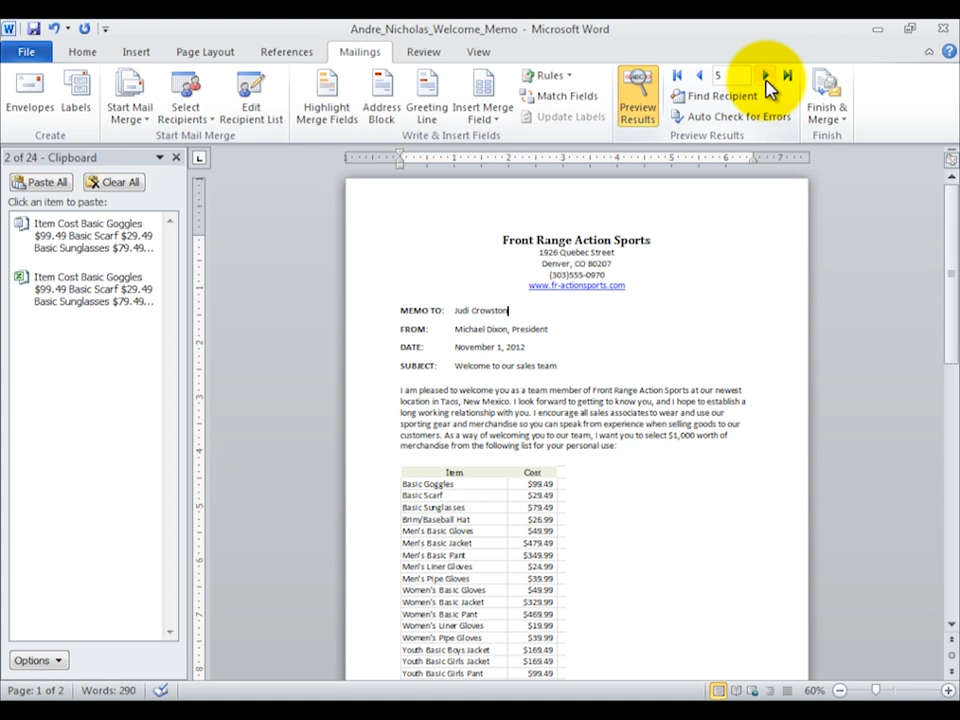 Andre_Nicholas_Welcome_Memo - Microsoft Word
File Home Insert Page Layout References Mailings Review View
Envelopes Labels
Create
Start Mail Merge Select Recipients Edit Recipient List
Start Mail Merge
Highlight Merge Fields Address Block Greeting Line Insert Merge Field
Rules
Match Fields
Update Labels
Write & Insert Fields
Preview Results
5
Find Recipient
Auto Check for Errors
Preview Results
Finish & Merge
Finish
2 of 24 - Clipboard
Paste All Clear All
Click an item to paste:
Item Cost Basic Goggles
$99.49 Basic Scarf $29.49
Basic Sunglasses $79.49...
Item Cost Basic Goggles
$99.49 Basic Scarf $29.49
Basic Sunglasses $79.49...
Options
1 2 3 4 5 6 7
Front Range Action Sports
1926 Quebec Street
Denver, CO 80207
(303)555-0970
www.fr-actionsports.com
MEMO TO: Judi Crowston
FROM: Michael Dixon, President
DATE: November 1, 2012
SUBJECT: Welcome to our sales team
I am pleased to welcome you as a team member of Front Range Action Sports at our newest
location in Taos, New Mexico. I look forward to getting to know you, and I hope to establish a
long working relationship with you. I encourage all sales associates to wear and use our
sporting gear and merchandise so you can speak from experience when selling goods to our
customers. As a way of welcoming you to our team, I want you to select $1,000 worth of
merchandise from the following list for your personal use:
Item Cost
Basic Goggles $99.49
Basic Scarf $29.49
Basic Sunglasses $79.49
Brim/Baseball Hat $26.99
Men's Basic Gloves $49.99
Men's Basic Jacket $479.49
Men's Basic Pant $349.99
Men's Liner Gloves $24.99
Men's Pipe Gloves $39.99
Women's Basic Gloves $49.99
Women's Basic Jacket $329.99
Women's Basic Pant $469.99
Women's Liner Gloves $19.99
Women's Pipe Gloves $39.99
Youth Basic Boys Jacket $169.49
Youth Basic Girls Jacket $169.49
Youth Basic Girls Pant $99.49
Page: 1 of 2 Words: 290 60%